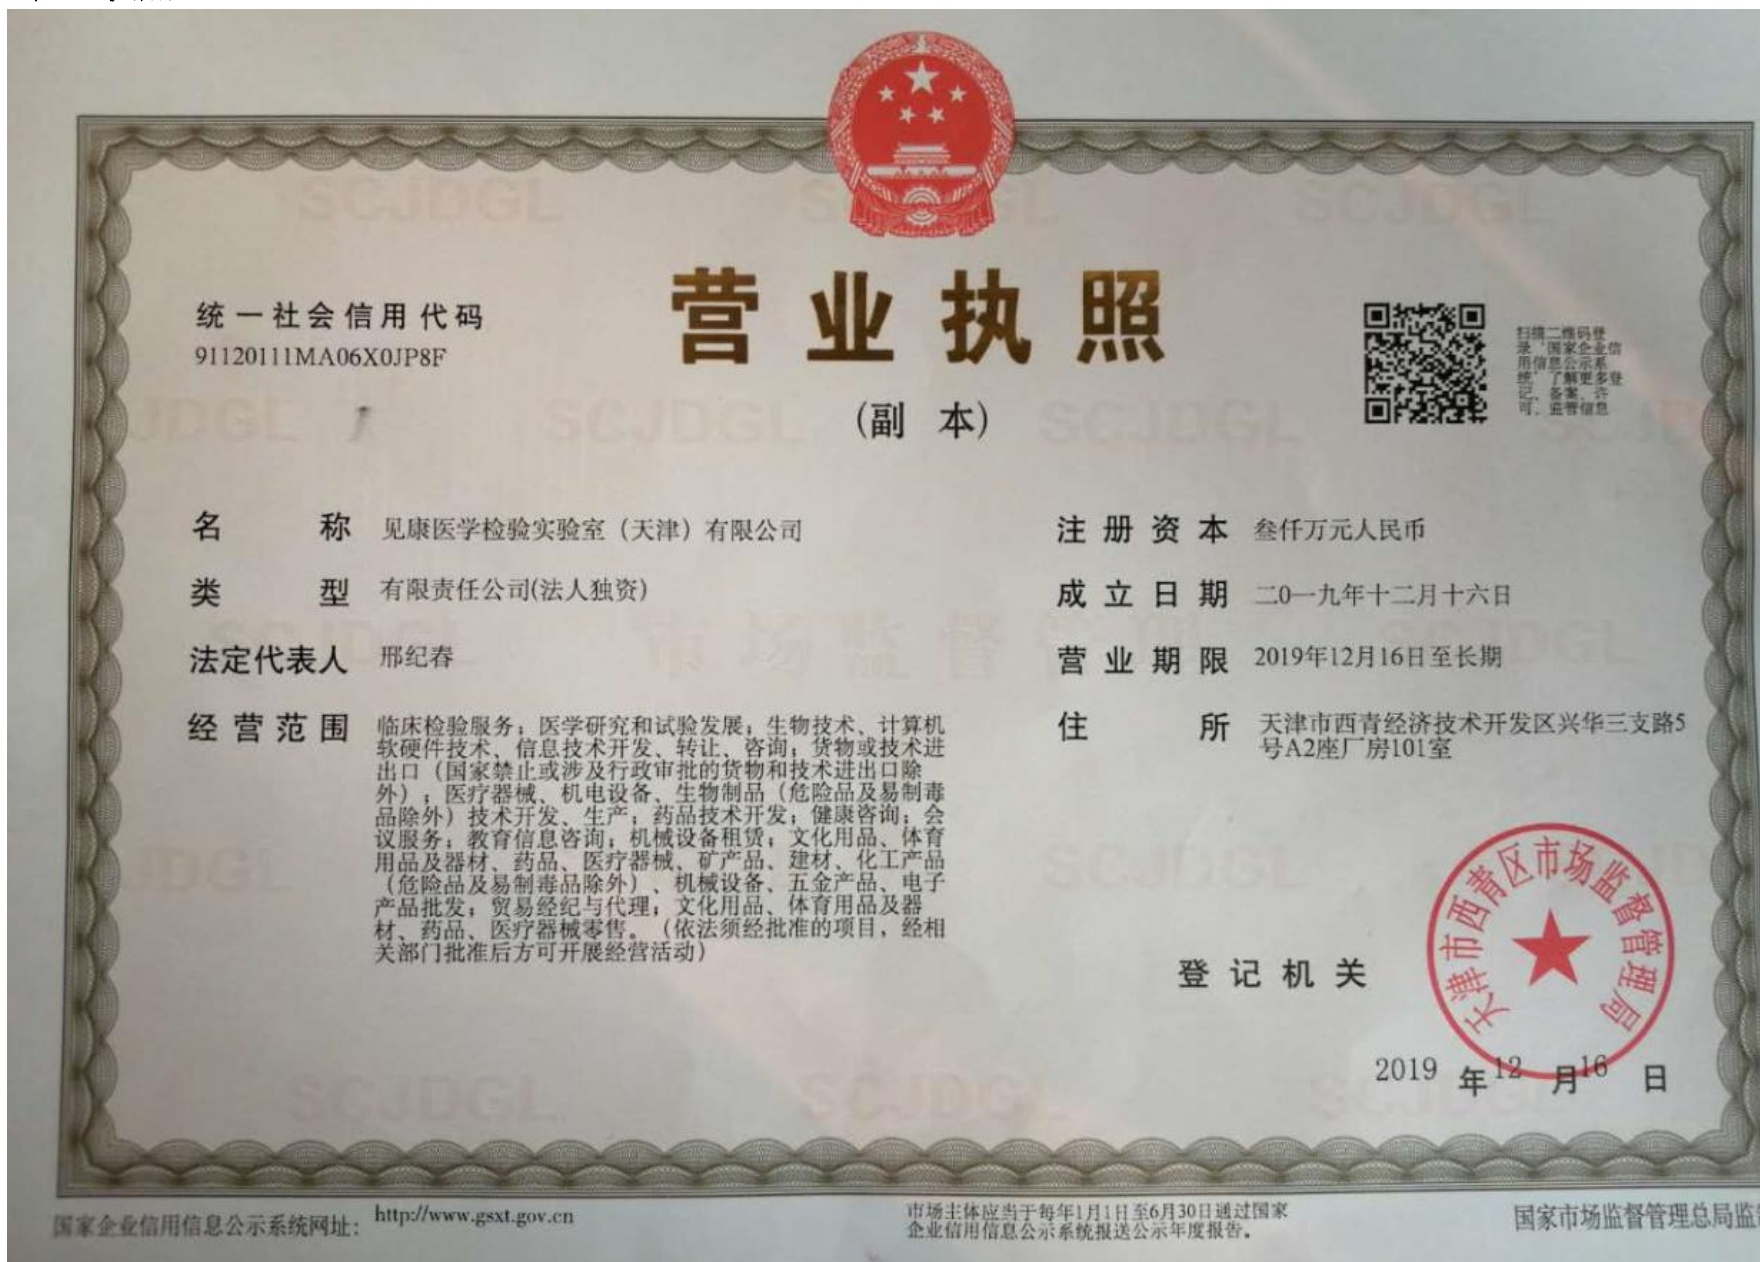 营业执照
(副 本)
统一社会信用代码
91120111MA06X0JP8F
扫描二维码登
录‘国家企业信
用信息公示系
统’了解更多登
记、备案、许
可、监管信息
名 称 见康医学检验实验室（天津）有限公司
类 型 有限责任公司(法人独资)
法定代表人 邢纪春
经营范围 临床检验服务；医学研究和试验发展；生物技术、计算机
软硬件技术、信息技术开发、转让、咨询；货物或技术进
出口（国家禁止或涉及行政审批的货物和技术进出口除
外）；医疗器械、机电设备、生物制品（危险品及易制毒
品除外）技术开发、生产；药品技术开发；健康咨询；会
议服务；教育信息咨询；机械设备租赁；文化用品、体育
用品及器材、药品、医疗器械、矿产品、建材、化工产品
（危险品及易制毒品除外）、机械设备、五金产品、电子
产品批发；贸易经纪与代理；文化用品、体育用品及器
材、药品、医疗器械零售。（依法须经批准的项目，经相
关部门批准后方可开展经营活动）
注册资本 叁仟万元人民币
成立日期 二0一九年十二月十六日
营业期限 2019年12月16日至长期
住 所 天津市西青经济技术开发区兴华三支路5
号A2座厂房101室
登记机关
天津市西青区市场监督管理局
2019 年 12 月 16 日
国家企业信用信息公示系统网址：
http://www.gsxt.gov.cn
市场主体应当于每年1月1日至6月30日通过国家
企业信用信息公示系统报送公示年度报告。
国家市场监督管理总局监